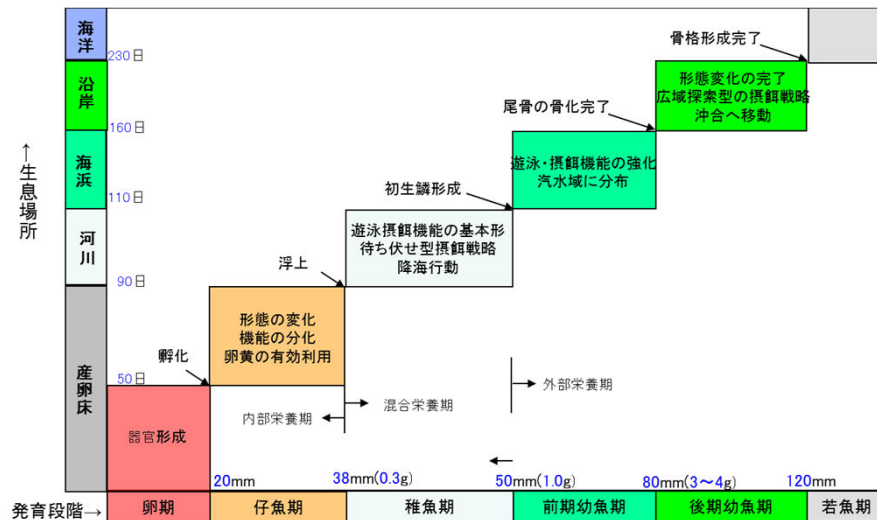 海洋
230日
沿岸
160日
海浜
110日
河川
90日
産卵床
50日
↑生息場所
骨格形成完了
形態変化の完了
広域探索型の摂餌戦略
沖合へ移動
尾骨の骨化完了
遊泳・摂餌機能の強化
汽水域に分布
初生鱗形成
遊泳摂餌機能の基本形
待ち伏せ型摂餌戦略
降海行動
浮上
形態の変化
機能の分化
卵黄の有効利用
孵化
器官形成
内部栄養期
混合栄養期
外部栄養期
20mm
38mm(0.3g)
50mm(1.0g)
80mm(3～4g)
120mm
発育段階→
卵期
仔魚期
稚魚期
前期幼魚期
後期幼魚期
若魚期